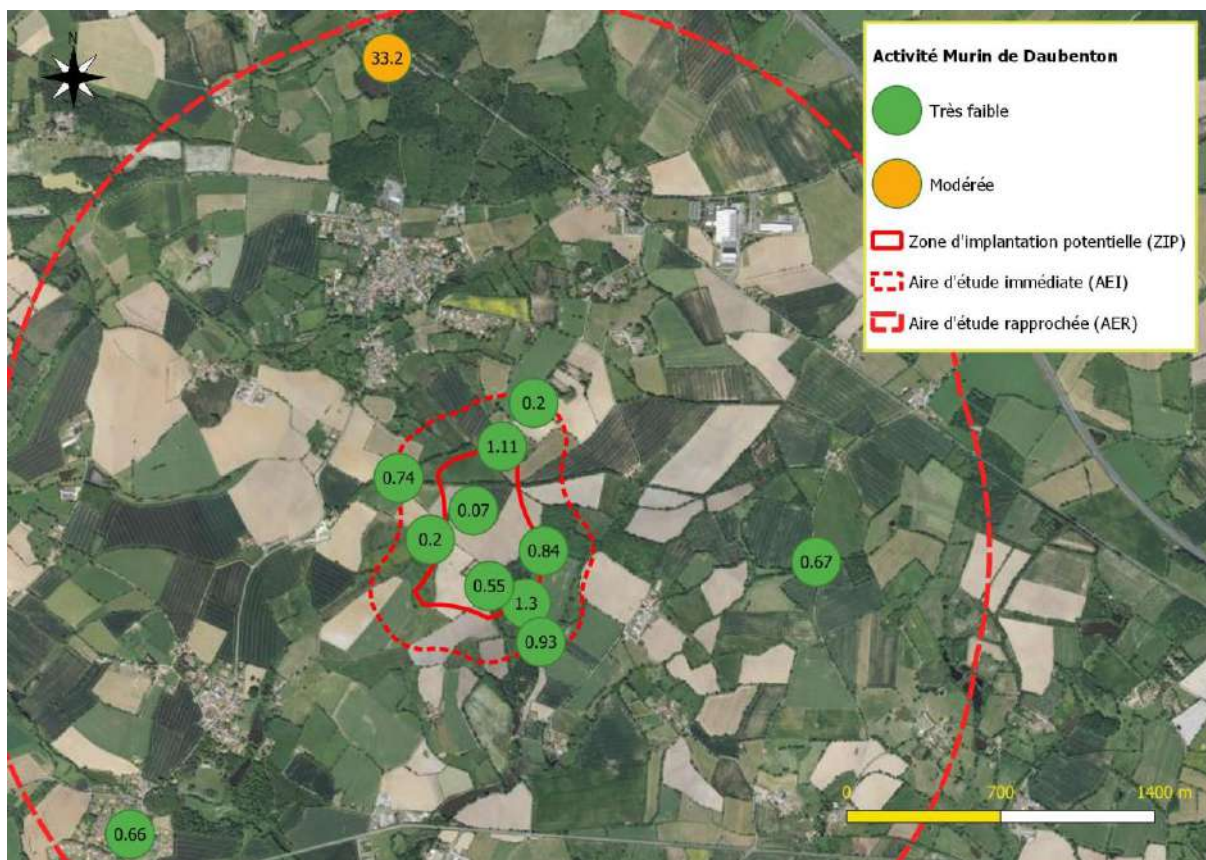 N
33.2
Activité Murin de Daubenton
Très faible
Modérée
Zone d'implantation potentielle (ZIP)
Aire d'étude immédiate (AEI)
Aire d'étude rapprochée (AER)
0.2
1.11
0.74
0.07
0.2
0.84
0.67
0.55
1.3
0.93
0 700 1400 m
0.66